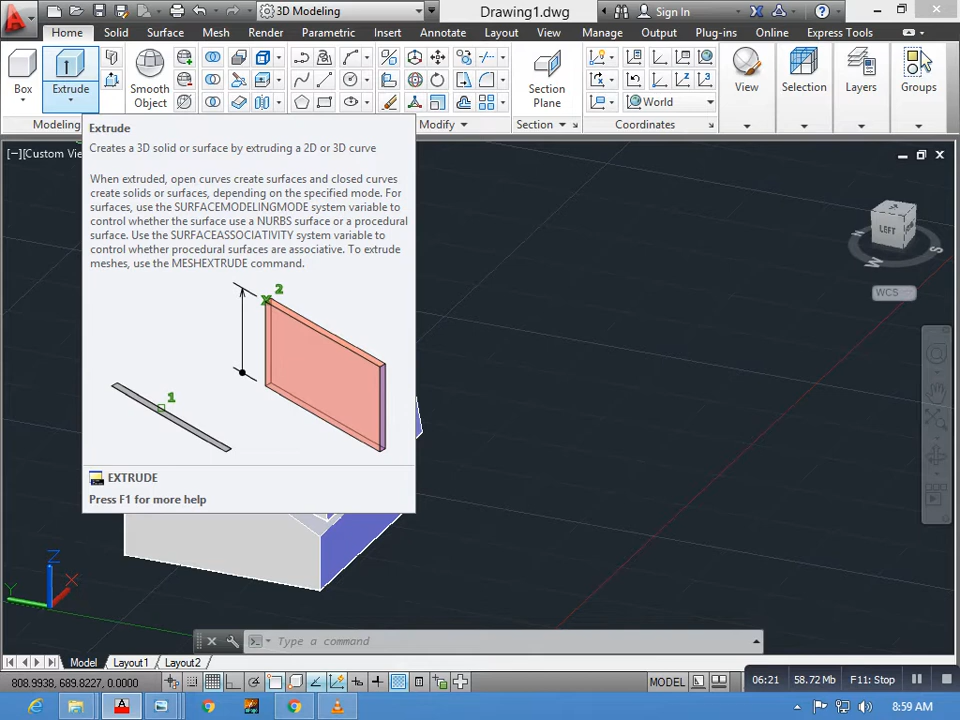 3D Modeling
Drawing1.dwg
Sign In
Home Solid Surface Mesh Render Parametric Insert Annotate Layout View Manage Output Plug-ins Online Express Tools
Box
Extrude
Smooth
Object
Section
Plane
World
View
Selection
Layers
Groups
Modeling
Modify
Section
Coordinates
[−][Custom Vie
Extrude
Creates a 3D solid or surface by extruding a 2D or 3D curve
When extruded, open curves create surfaces and closed curves
create solids or surfaces, depending on the specified mode. For
surfaces, use the SURFACEMODELINGMODE system variable to
control whether the surface use a NURBS surface or a procedural
surface. Use the SURFACEASSOCIATIVITY system variable to
control whether procedural surfaces are associative. To extrude
meshes, use the MESHEXTRUDE command.
2
1
EXTRUDE
Press F1 for more help
LEFT
W
WCS
Z
X
Y
Type a command
Model Layout1 Layout2
808.9938, 689.8227, 0.0000
MODEL
06:21 58.72 Mb F11: Stop
8:59 AM